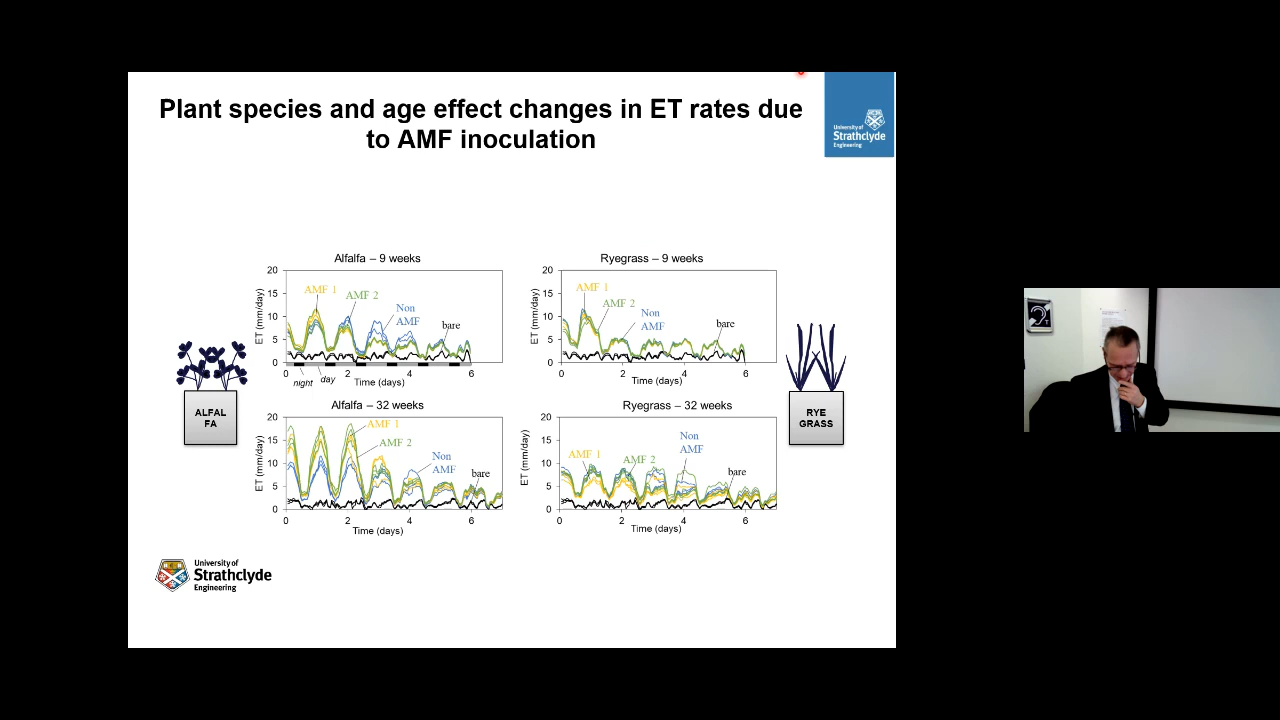 Plant species and age effect changes in ET rates due
to AMF inoculation
University of
Strathclyde
Engineering
Alfalfa – 9 weeks
20
15
10
5
0
ET (mm/day)
AMF 1
AMF 2
Non
AMF
bare
0
2
4
6
night
day
Time (days)
Ryegrass – 9 weeks
20
15
10
5
0
ET (mm/day)
AMF 1
AMF 2
Non
AMF
bare
0
2
4
6
Time (days)
ALFAL
FA
Alfalfa – 32 weeks
20
15
10
5
0
ET (mm/day)
AMF 1
AMF 2
Non
AMF
bare
0
2
4
6
Time (days)
Ryegrass – 32 weeks
20
15
10
5
0
ET (mm/day)
AMF 1
AMF 2
Non
AMF
bare
0
2
4
6
Time (days)
RYE
GRASS
University of
Strathclyde
Engineering
T